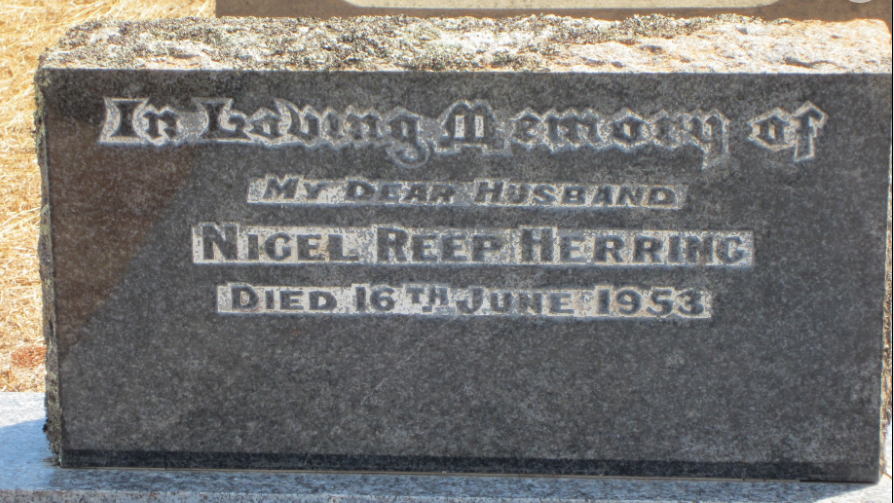 In Loving Memory of
MY DEAR HUSBAND
NIGEL REEP HERRING
DIED 16TH JUNE 1953